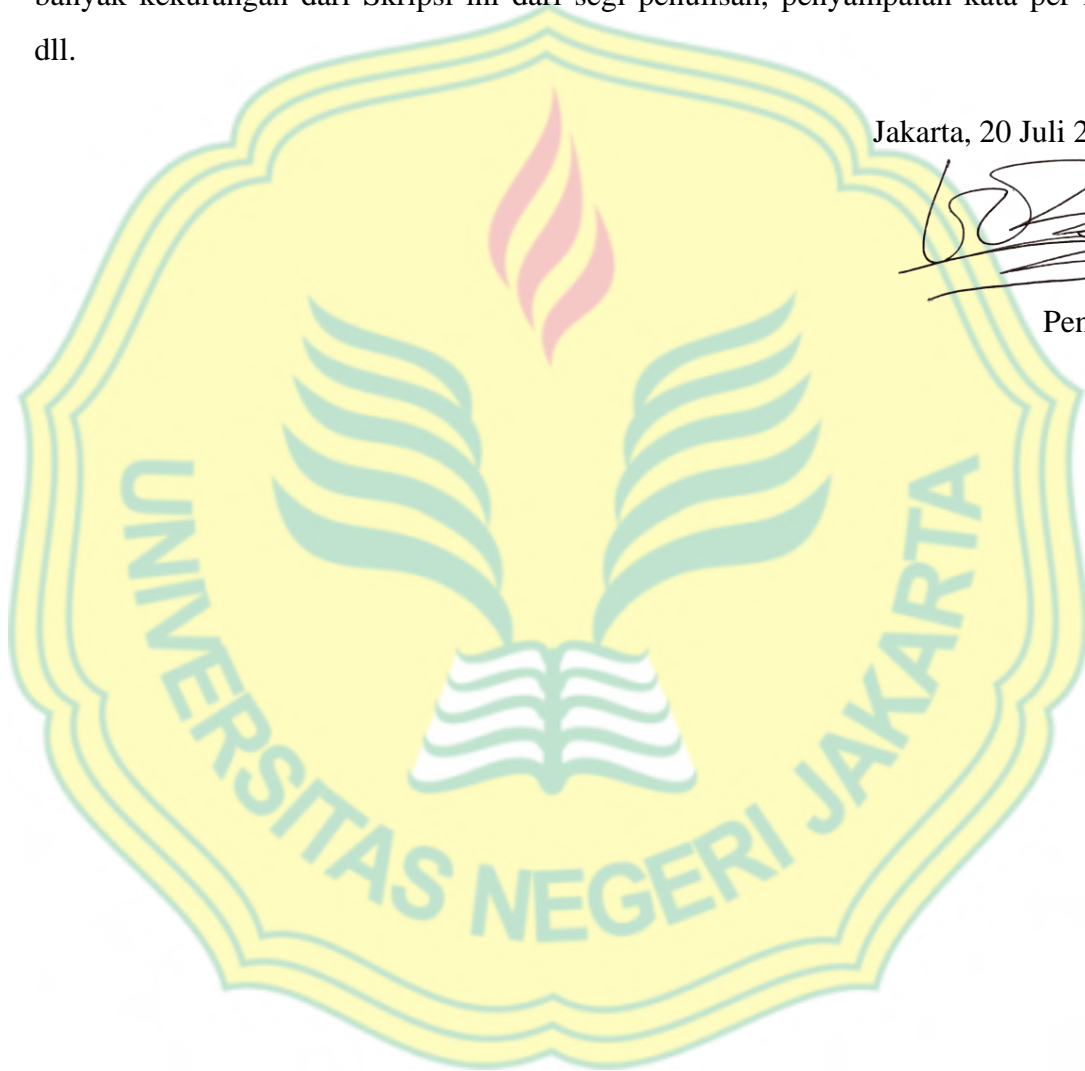 banyak kekurangan dari Skripsi ini dari segi penulisan, penyampaian kata per
dll.
Jakarta, 20 Juli 2
Pen
UNIVERSITAS NEGERI JAKARTA